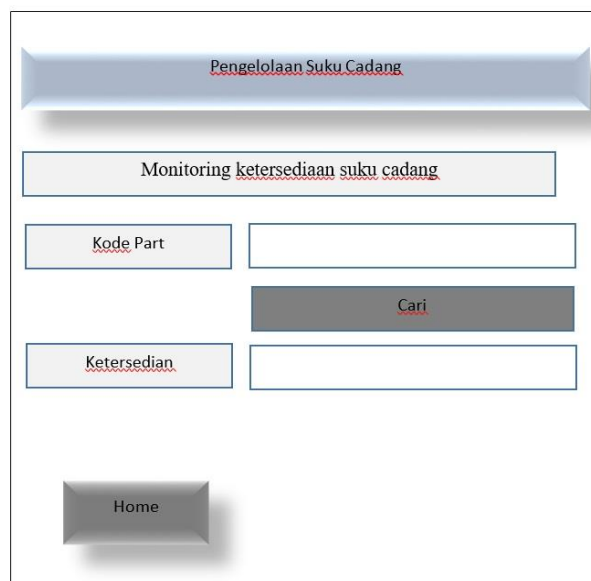 Pengelolaan Suku Cadang
Monitoring ketersediaan suku cadang
Kode Part
Cari
Ketersedian
Home